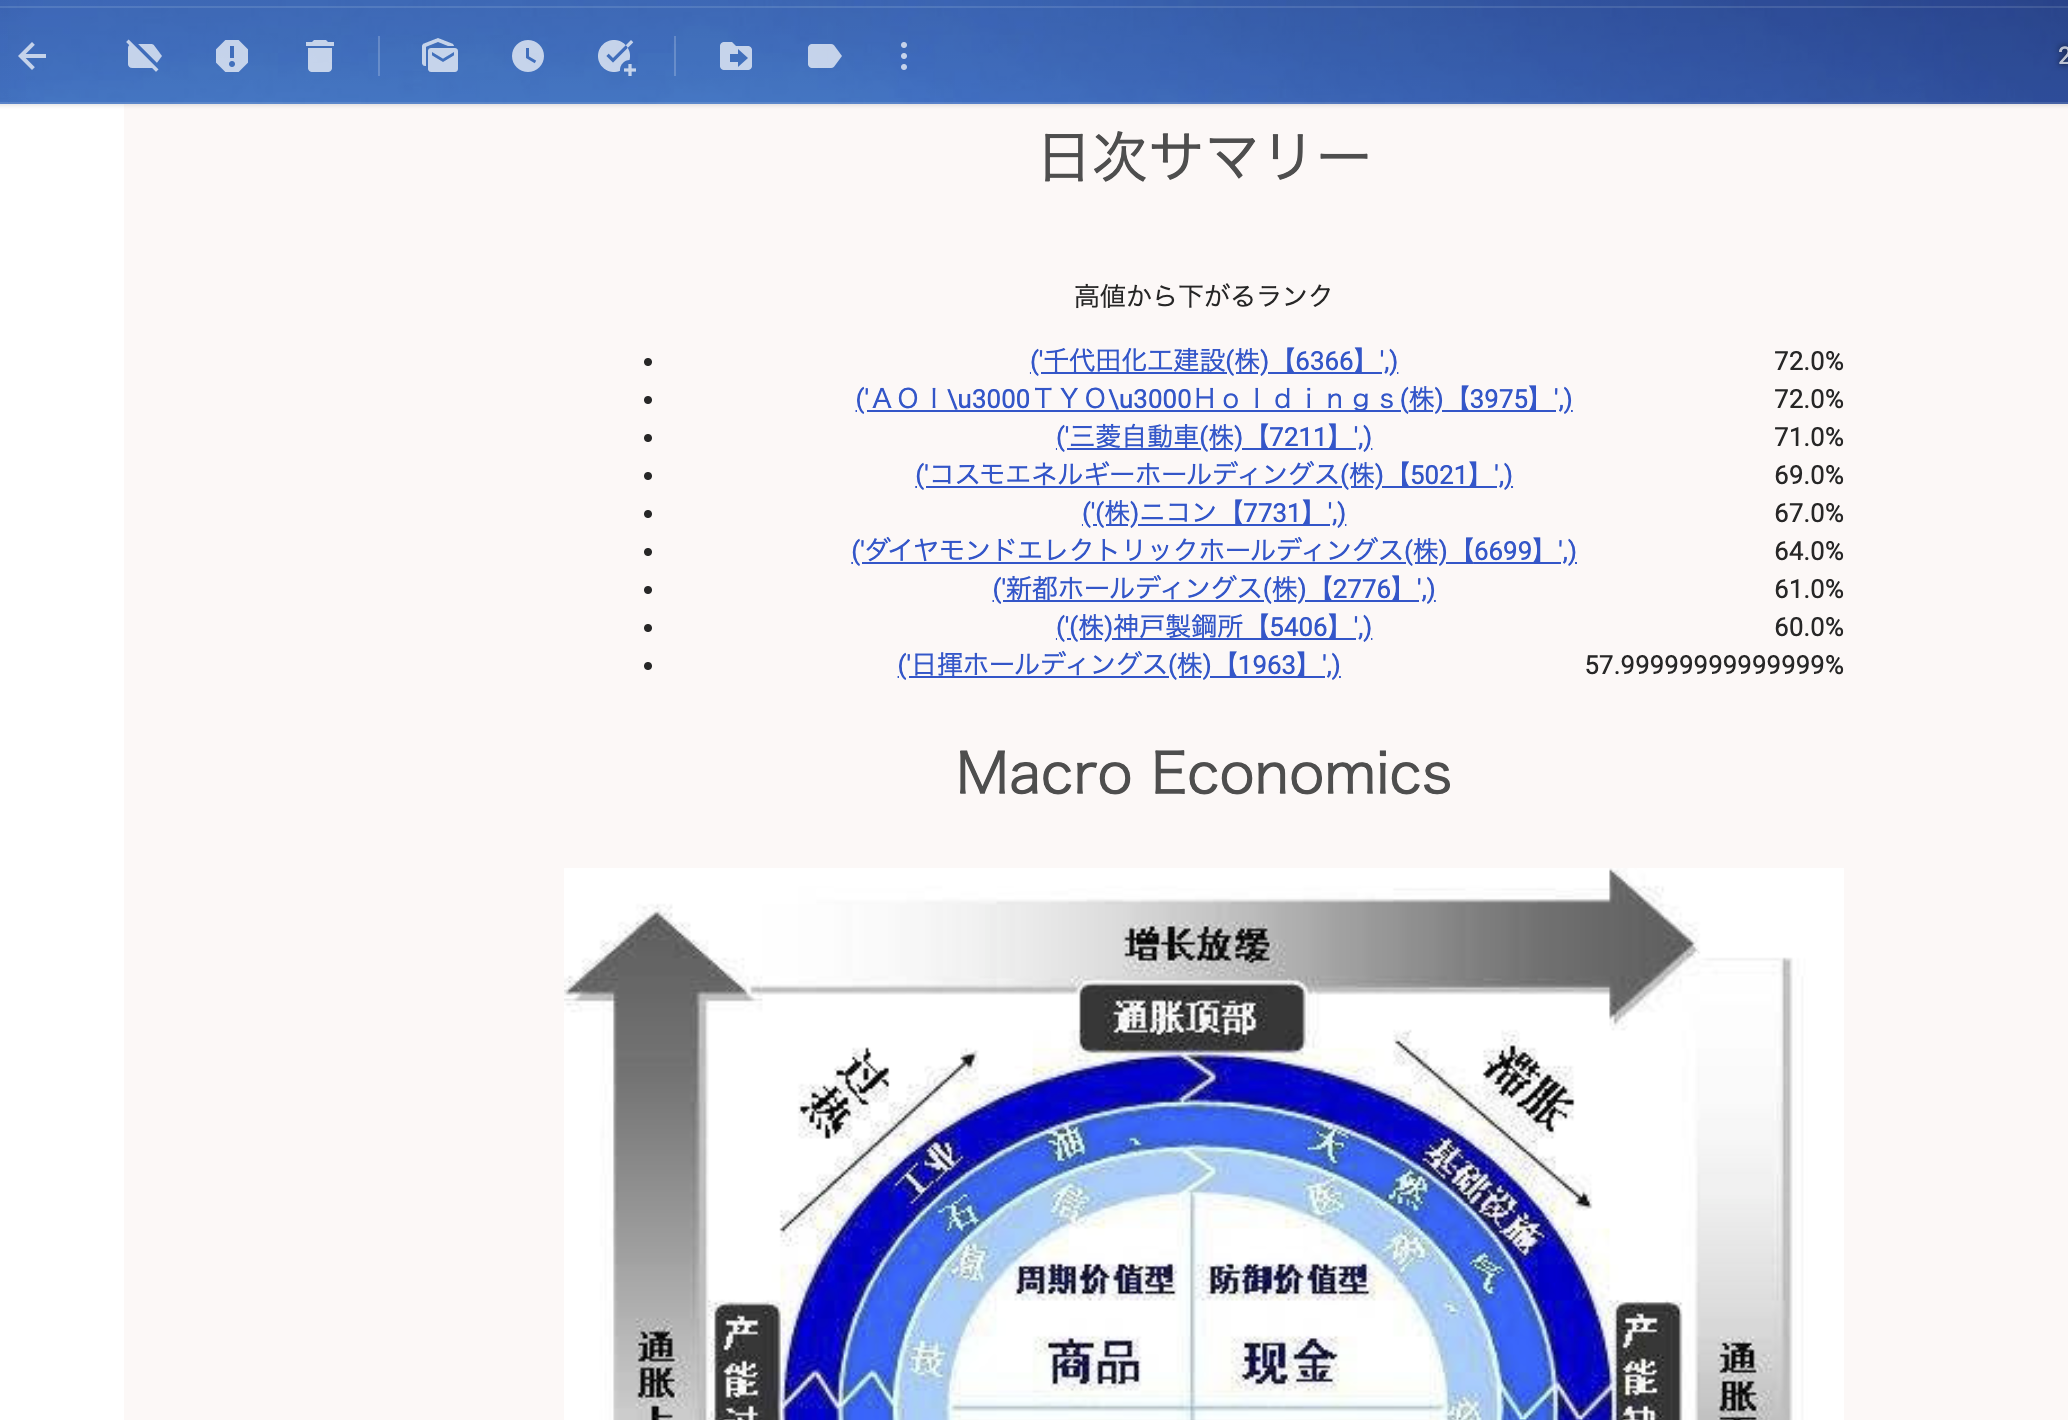 2
日次サマリー
高値から下がるランク
('千代田化工建設(株)【6366】',) 72.0%
('ＡＯＩ\u3000ＴＹＯ\u3000Ｈｏｌｄｉｎｇｓ(株)【3975】',) 72.0%
('三菱自動車(株)【7211】',) 71.0%
('コスモエネルギーホールディングス(株)【5021】',) 69.0%
('(株)ニコン【7731】',) 67.0%
('ダイヤモンドエレクトリックホールディングス(株)【6699】',) 64.0%
('新都ホールディングス(株)【2776】',) 61.0%
('(株)神戸製鋼所【5406】',) 60.0%
('日揮ホールディングス(株)【1963】',) 57.99999999999999%
Macro Economics
增长放缓
通胀顶部
过热
滞胀
工业
基础设施
石油、
天然气
周期价值型
防御价值型
商品
现金
通胀
产能
产能
通胀